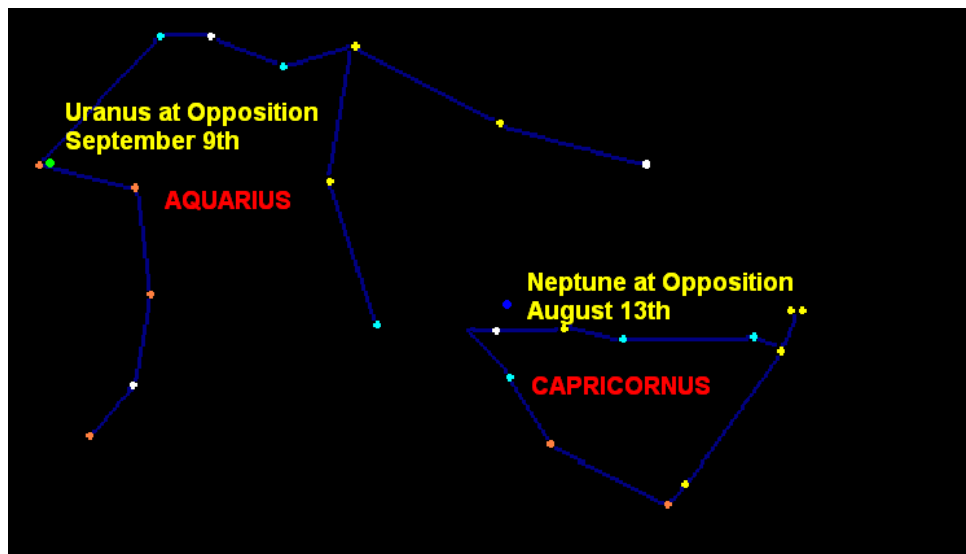 Uranus at Opposition
September 9th
AQUARIUS
Neptune at Opposition
August 13th
CAPRICORNUS